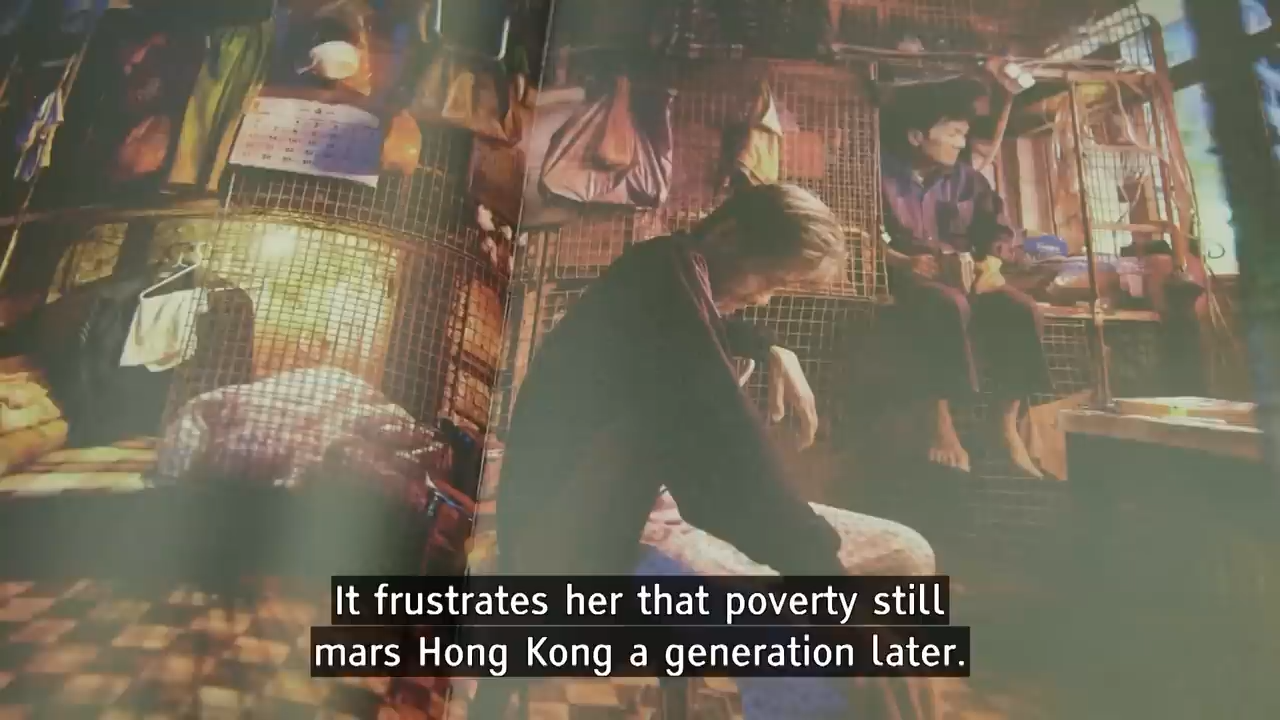 It frustrates her that poverty still
mars Hong Kong a generation later.